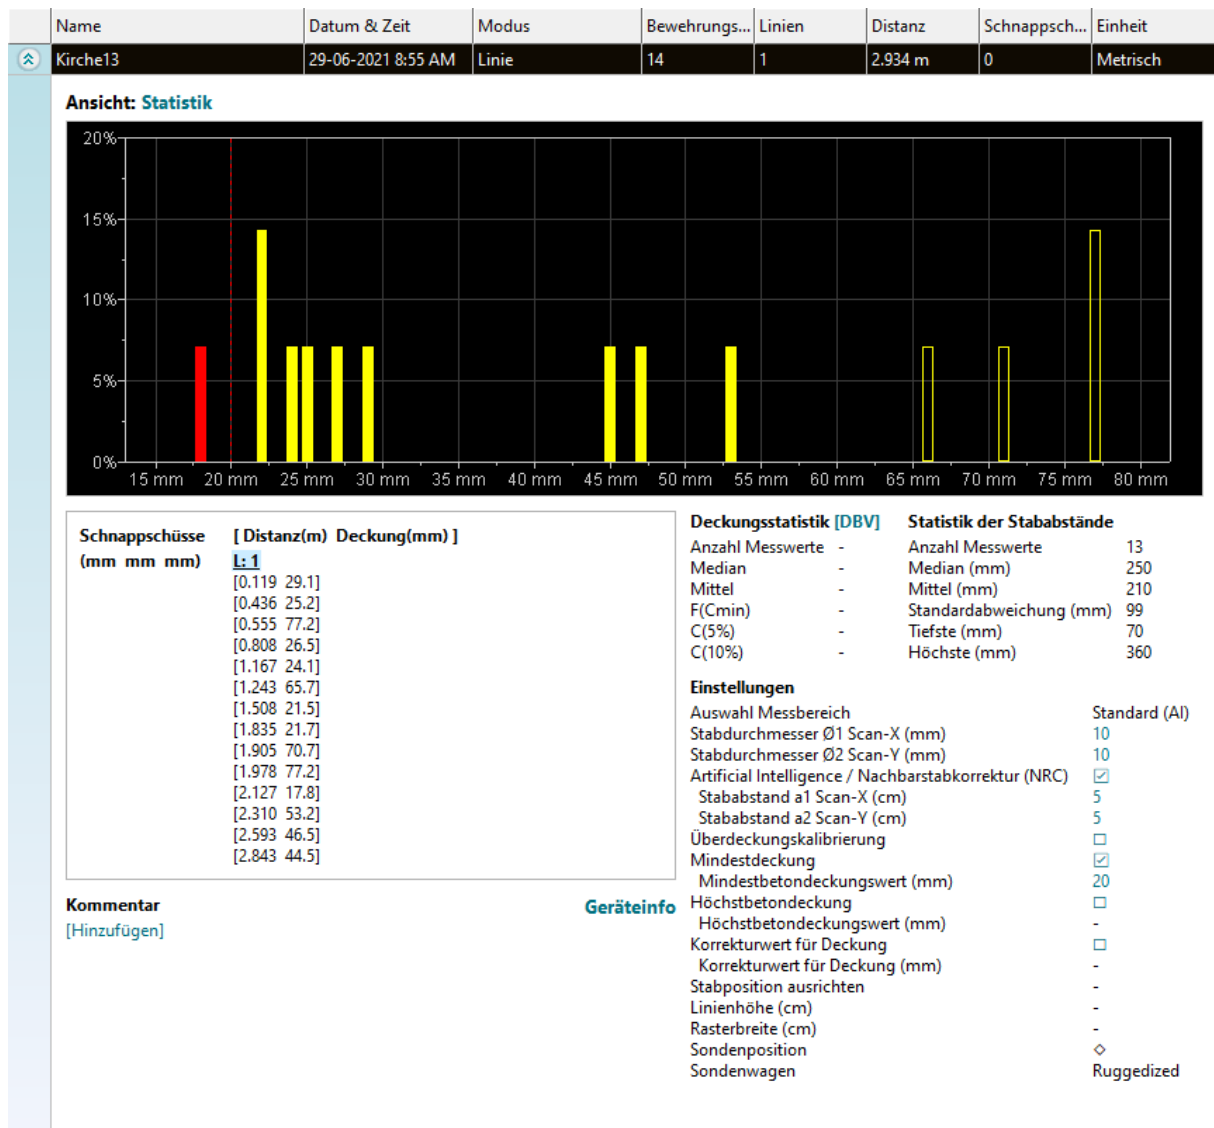 Name Datum & Zeit Modus Bewehrungs... Linien Distanz Schnappsch... Einheit
Kirche13 29-06-2021 8:55 AM Linie 14 1 2.934 m 0 Metrisch
Ansicht: Statistik
20%
15%
10%
5%
0%
15 mm 20 mm 25 mm 30 mm 35 mm 40 mm 45 mm 50 mm 55 mm 60 mm 65 mm 70 mm 75 mm 80 mm
Schnappschüsse [ Distanz(m) Deckung(mm) ]
(mm mm mm) L: 1
[0.119 29.1]
[0.436 25.2]
[0.555 77.2]
[0.808 26.5]
[1.167 24.1]
[1.243 65.7]
[1.508 21.5]
[1.835 21.7]
[1.905 70.7]
[1.978 77.2]
[2.127 17.8]
[2.310 53.2]
[2.593 46.5]
[2.843 44.5]
Kommentar Geräteinfo
[Hinzufügen]
Deckungsstatistik [DBV]
Anzahl Messwerte -
Median -
Mittel -
F(Cmin) -
C(5%) -
C(10%) -
Statistik der Stababstände
Anzahl Messwerte 13
Median (mm) 250
Mittel (mm) 210
Standardabweichung (mm) 99
Tiefste (mm) 70
Höchste (mm) 360
Einstellungen
Auswahl Messbereich Standard (AI)
Stabdurchmesser Ø1 Scan-X (mm) 10
Stabdurchmesser Ø2 Scan-Y (mm) 10
Artificial Intelligence / Nachbarstabkorrektur (NRC)
Stababstand a1 Scan-X (cm) 5
Stababstand a2 Scan-Y (cm) 5
Überdeckungskalibrierung
Mindestdeckung
Mindestbetondeckungswert (mm) 20
Höchstbetondeckung
Höchstbetondeckungswert (mm) -
Korrekturwert für Deckung
Korrekturwert für Deckung (mm) -
Stabposition ausrichten -
Linienhöhe (cm) -
Rasterbreite (cm) -
Sondenposition
Sondenwagen Ruggedized